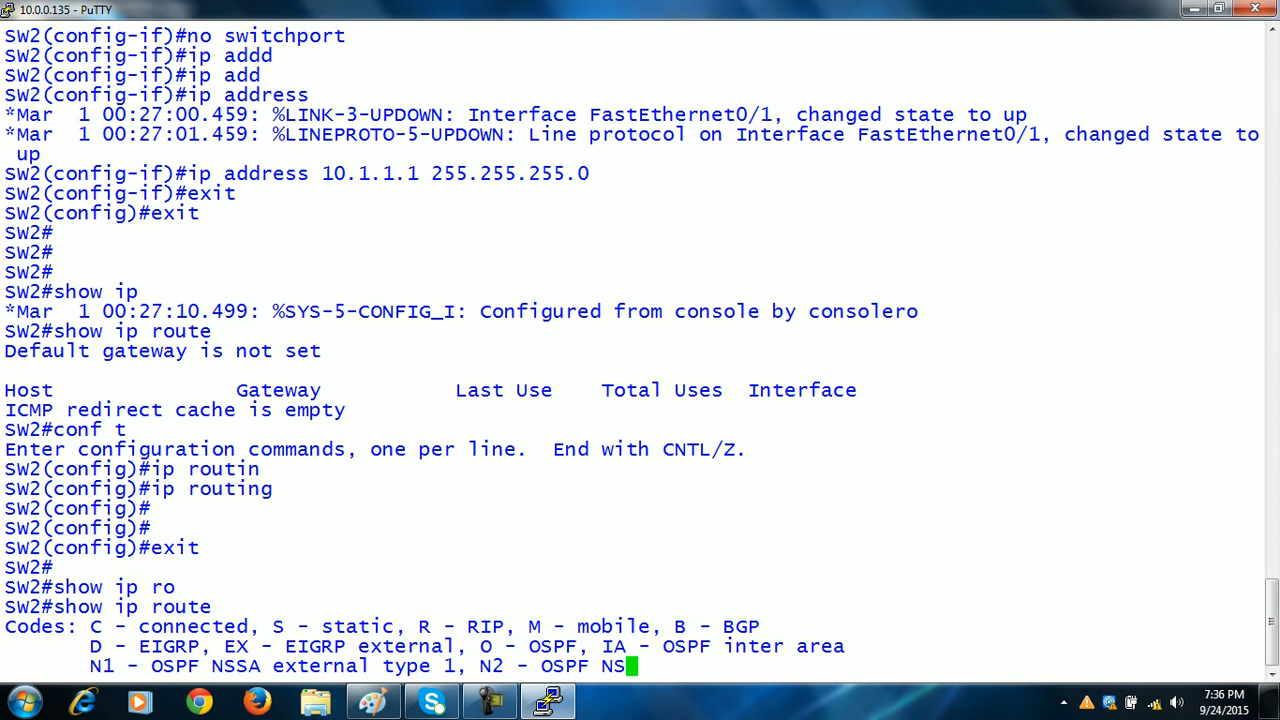 10.0.0.135 - PuTTY
SW2(config-if)#no switchport
SW2(config-if)#ip addd
SW2(config-if)#ip add
SW2(config-if)#ip address
*Mar  1 00:27:00.459: %LINK-3-UPDOWN: Interface FastEthernet0/1, changed state to up
*Mar  1 00:27:01.459: %LINEPROTO-5-UPDOWN: Line protocol on Interface FastEthernet0/1, changed state to
 up
SW2(config-if)#ip address 10.1.1.1 255.255.255.0
SW2(config-if)#exit
SW2(config)#exit
SW2#
SW2#
SW2#
SW2#show ip
*Mar  1 00:27:10.499: %SYS-5-CONFIG_I: Configured from console by consolero
SW2#show ip route
Default gateway is not set
Host               Gateway           Last Use    Total Uses  Interface
ICMP redirect cache is empty
SW2#conf t
Enter configuration commands, one per line.  End with CNTL/Z.
SW2(config)#ip routin
SW2(config)#ip routing
SW2(config)#
SW2(config)#
SW2(config)#exit
SW2#
SW2#show ip ro
SW2#show ip route
Codes: C - connected, S - static, R - RIP, M - mobile, B - BGP
       D - EIGRP, EX - EIGRP external, O - OSPF, IA - OSPF inter area
       N1 - OSPF NSSA external type 1, N2 - OSPF NS
7:36 PM
9/24/2015